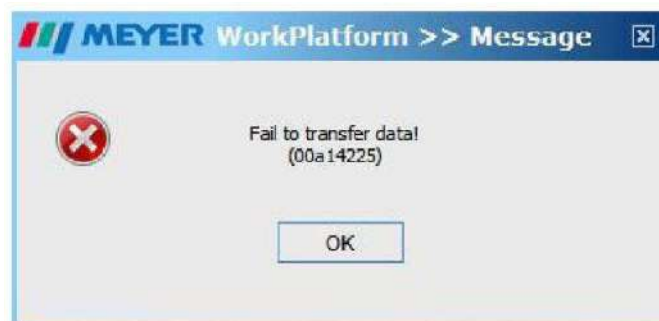 MEYER WorkPlatform >> Message
Fail to transfer data!
(00a14225)
OK